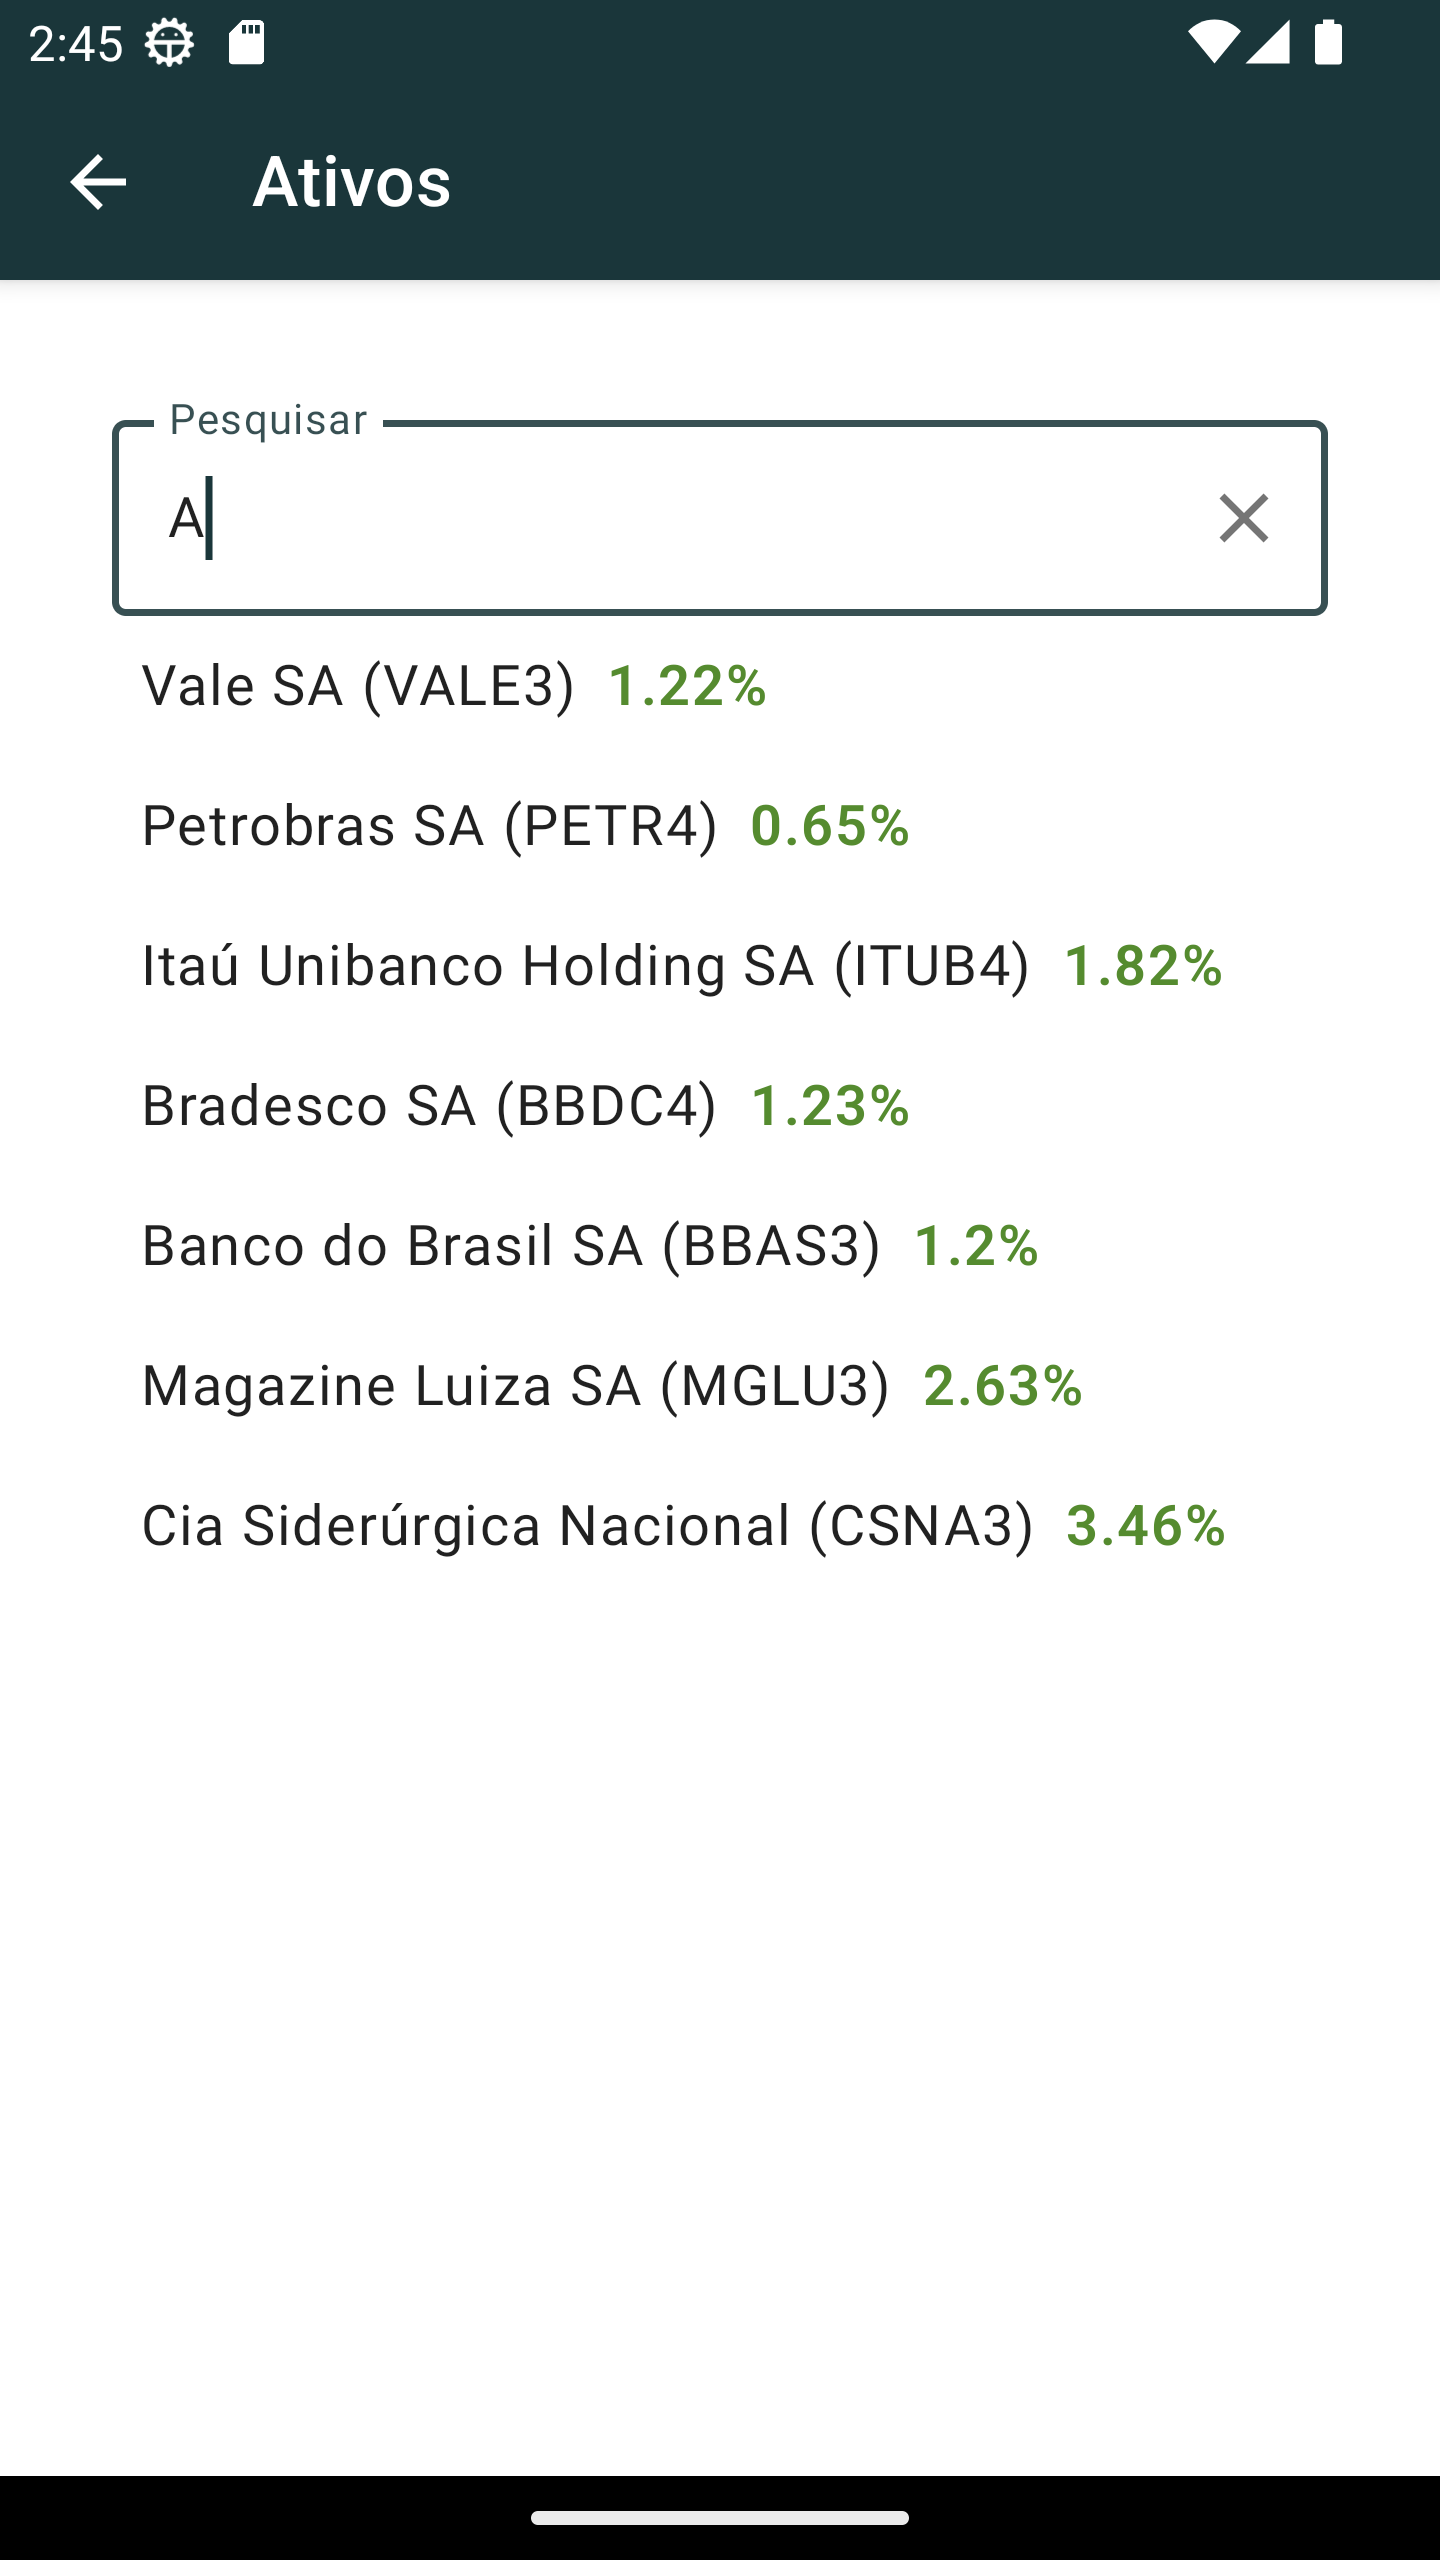 2:45
Ativos
Pesquisar
A
Vale SA (VALE3) 1.22%
Petrobras SA (PETR4) 0.65%
Itaú Unibanco Holding SA (ITUB4) 1.82%
Bradesco SA (BBDC4) 1.23%
Banco do Brasil SA (BBAS3) 1.2%
Magazine Luiza SA (MGLU3) 2.63%
Cia Siderúrgica Nacional (CSNA3) 3.46%